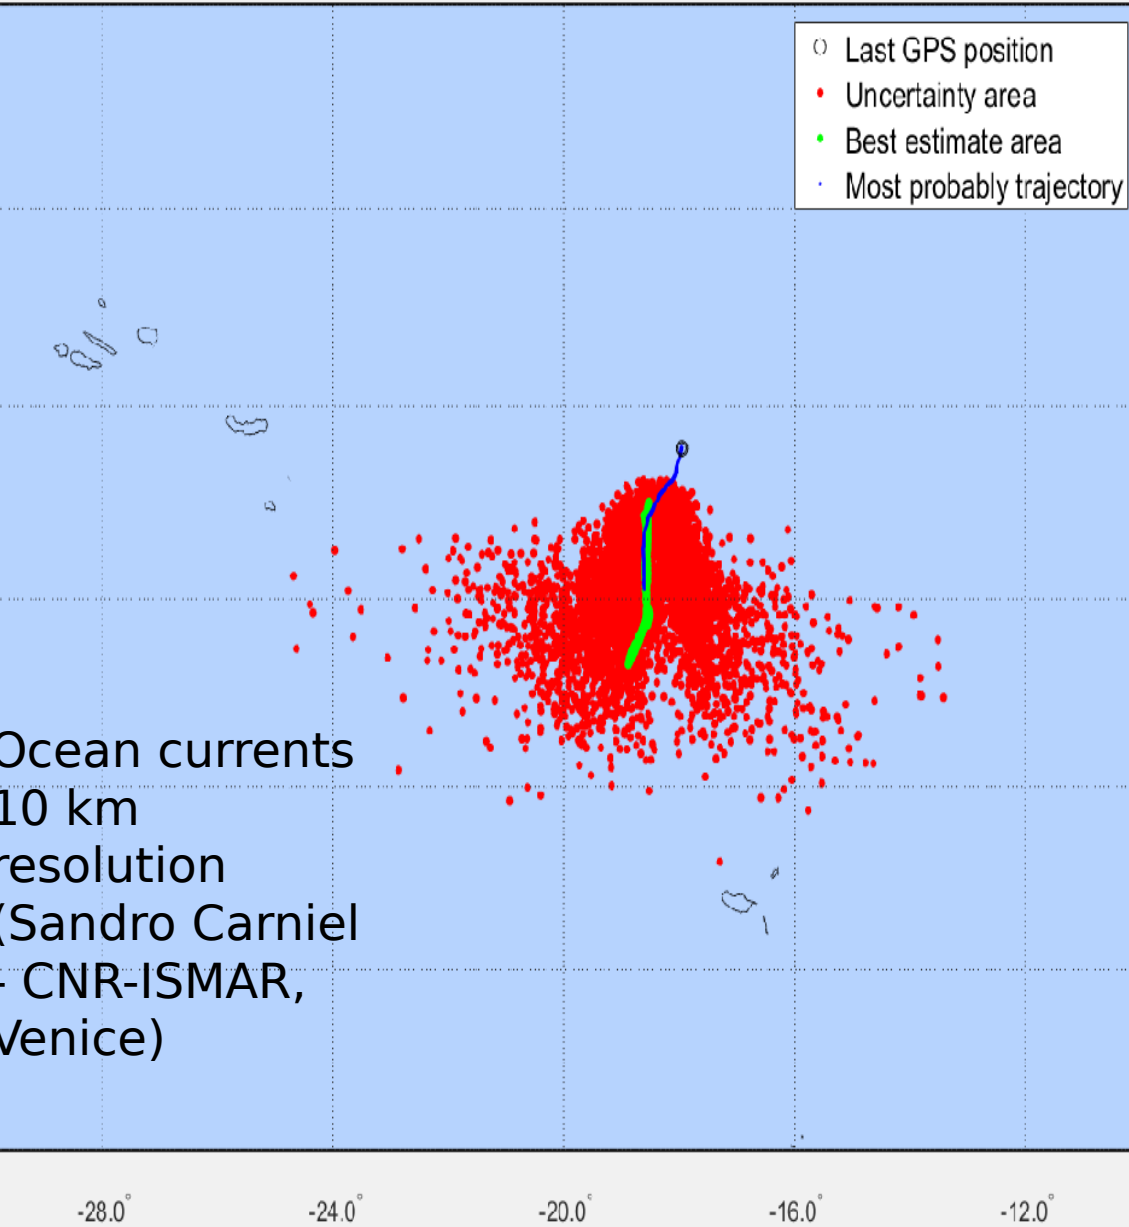 Last GPS position
Uncertainty area
Best estimate area
Most probably trajectory
Ocean currents
10 km
resolution
(Sandro Carniel
- CNR-ISMAR,
Venice)
-28.0° -24.0° -20.0° -16.0° -12.0°